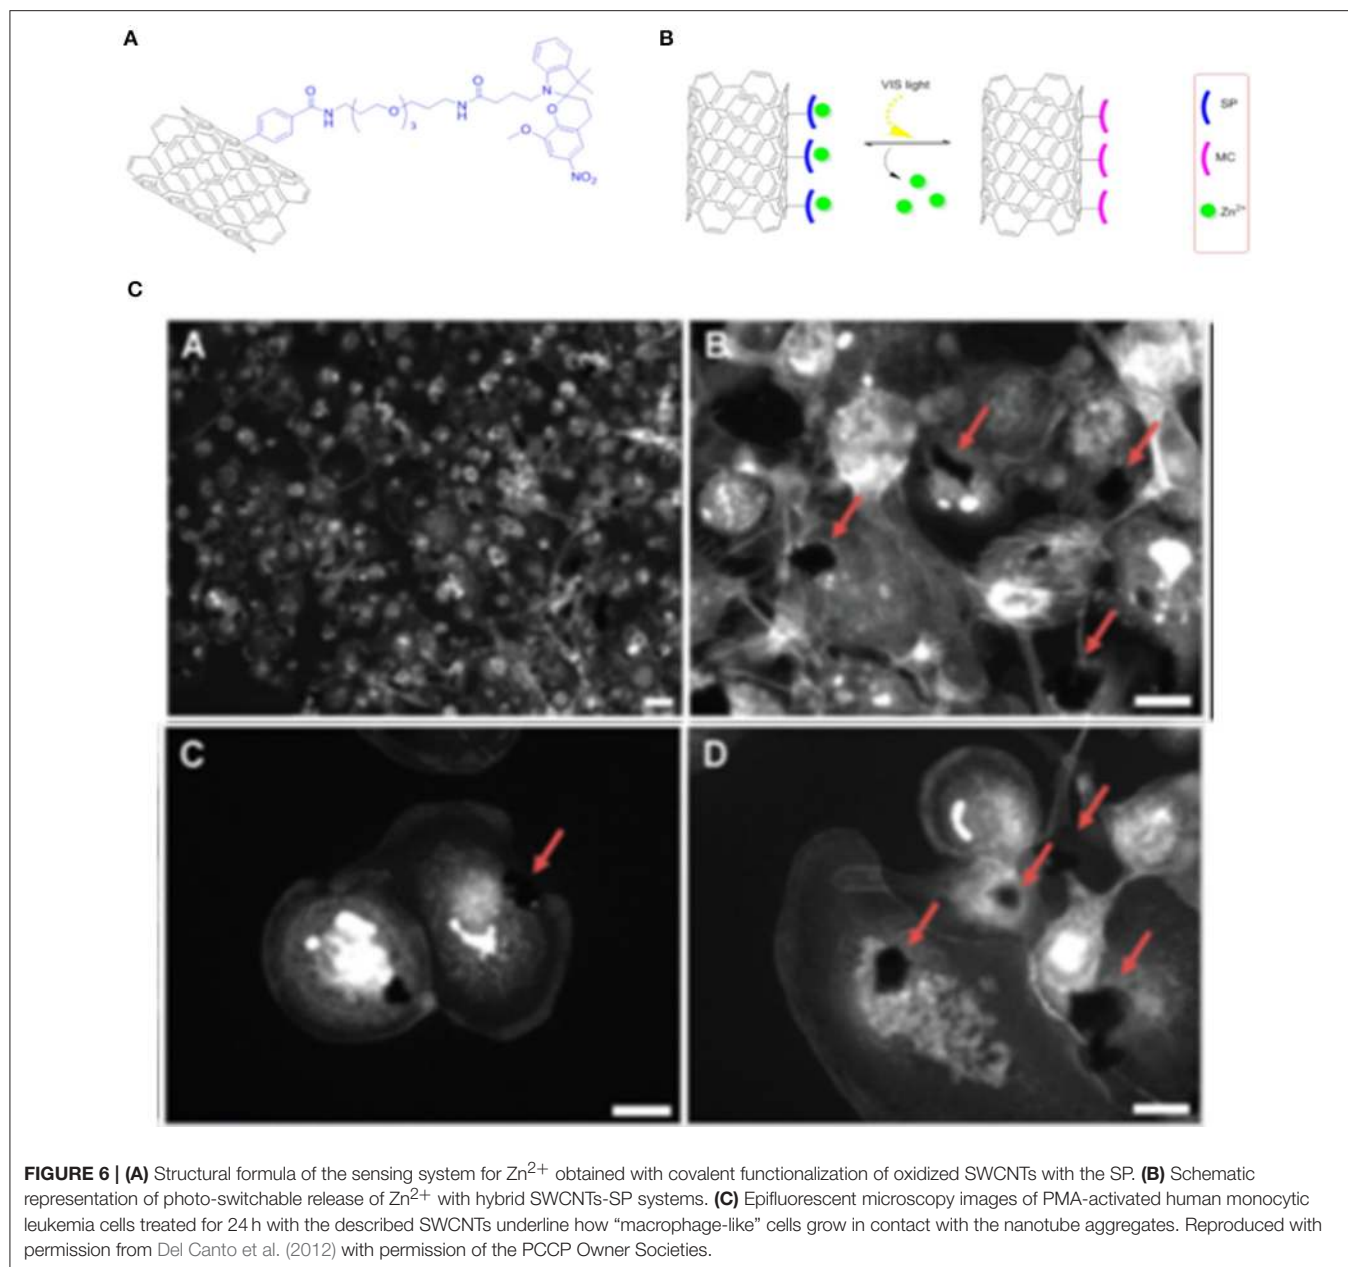 A
B
O
N
H
O
3
N
H
O
N
O
O
NO2
VIS light
SP
MC
Zn2+
C
A
B
C
D
FIGURE 6 | (A) Structural formula of the sensing system for Zn2+ obtained with covalent functionalization of oxidized SWCNTs with the SP. (B) Schematic
representation of photo-switchable release of Zn2+ with hybrid SWCNTs-SP systems. (C) Epifluorescent microscopy images of PMA-activated human monocytic
leukemia cells treated for 24 h with the described SWCNTs underline how “macrophage-like” cells grow in contact with the nanotube aggregates. Reproduced with
permission from Del Canto et al. (2012) with permission of the PCCP Owner Societies.